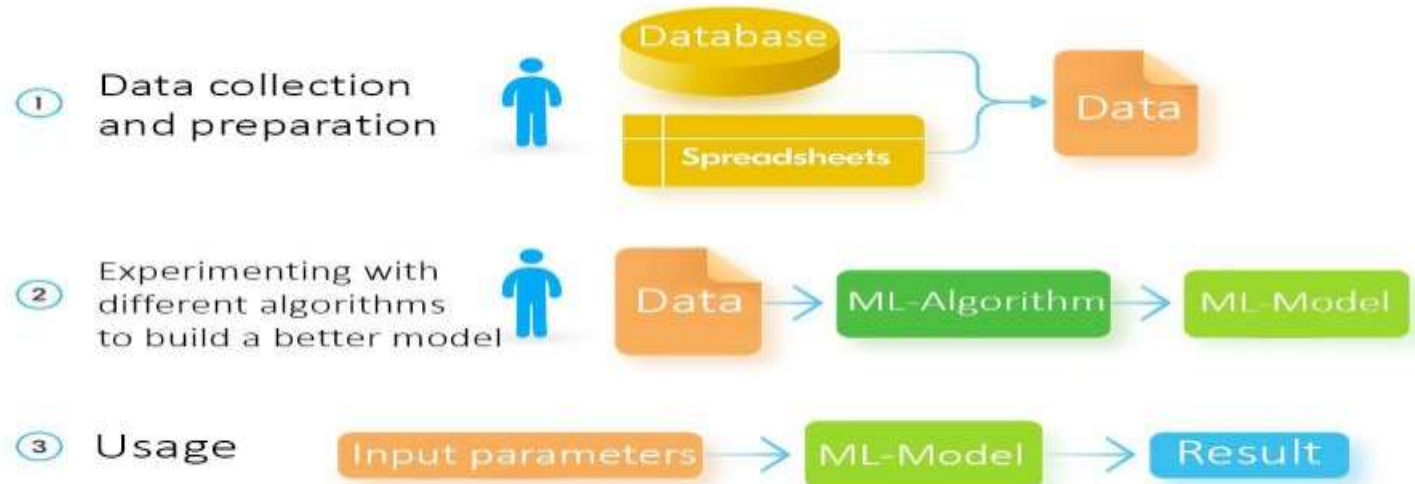 1 Data collection
and preparation
Database
Spreadsheets
Data
2 Experimenting with
different algorithms
to build a better model
Data
ML-Algorithm
ML-Model
3 Usage
Input parameters
ML-Model
Result